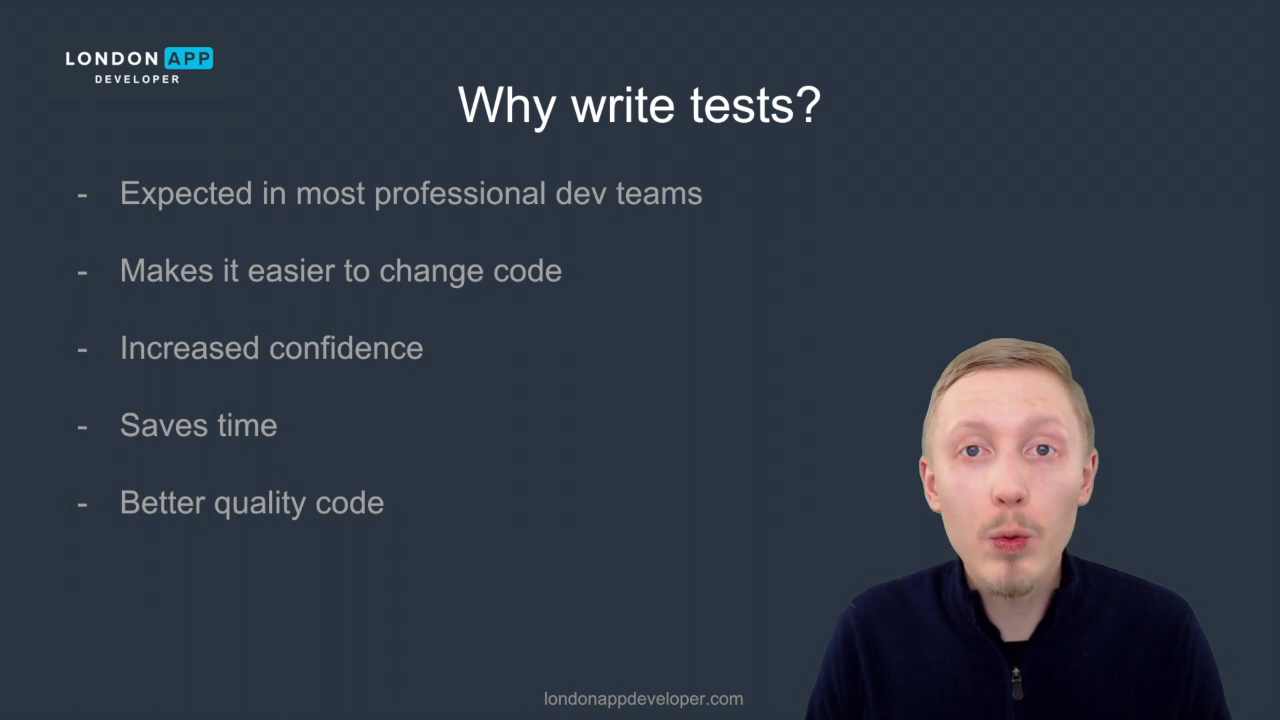 LONDON APP
DEVELOPER
Why write tests?
- Expected in most professional dev teams
- Makes it easier to change code
- Increased confidence
- Saves time
- Better quality code
londonappdeveloper.com